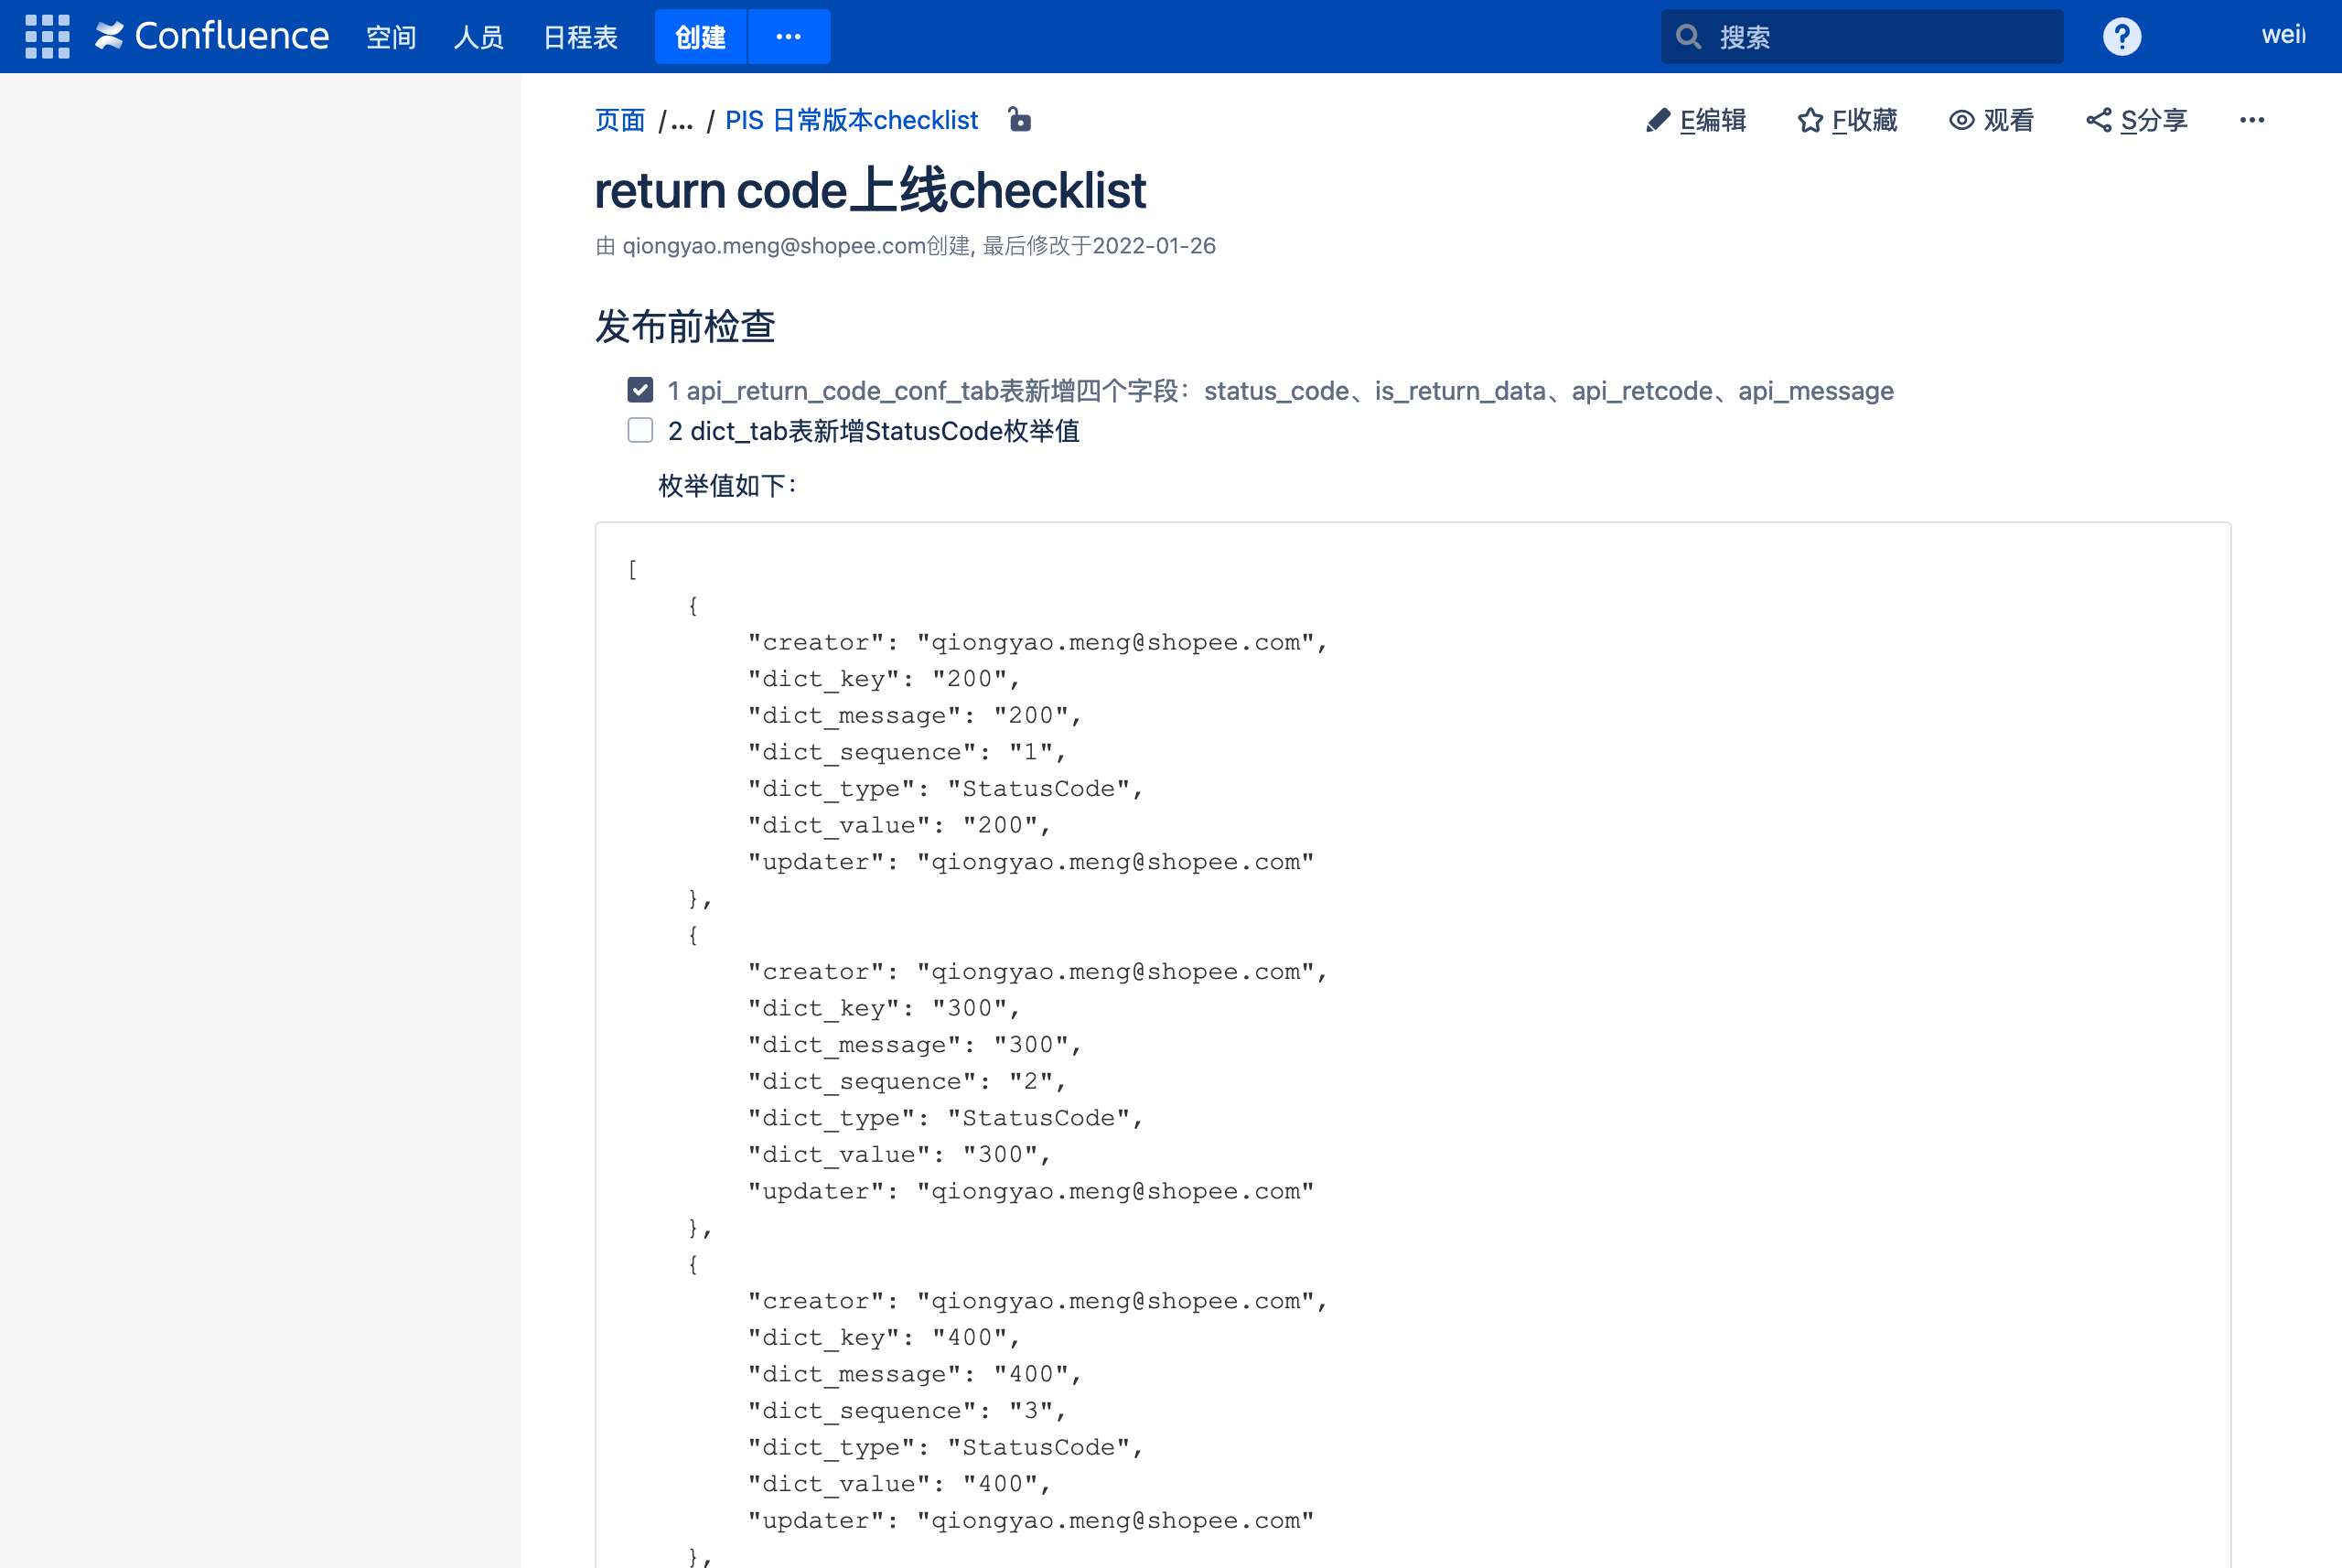 Confluence 空间 人员 日程表 创建 ··· 搜索 ? wei
页面 /... / PIS 日常版本checklist E编辑 F收藏 观看 S分享 ···
return code上线checklist
由 qiongyao.meng@shopee.com创建, 最后修改于2022-01-26
发布前检查
1 api_return_code_conf_tab表新增四个字段：status_code、is_return_data、api_retcode、api_message
2 dict_tab表新增StatusCode枚举值
枚举值如下：
[
{
"creator": "qiongyao.meng@shopee.com",
"dict_key": "200",
"dict_message": "200",
"dict_sequence": "1",
"dict_type": "StatusCode",
"dict_value": "200",
"updater": "qiongyao.meng@shopee.com"
},
{
"creator": "qiongyao.meng@shopee.com",
"dict_key": "300",
"dict_message": "300",
"dict_sequence": "2",
"dict_type": "StatusCode",
"dict_value": "300",
"updater": "qiongyao.meng@shopee.com"
},
{
"creator": "qiongyao.meng@shopee.com",
"dict_key": "400",
"dict_message": "400",
"dict_sequence": "3",
"dict_type": "StatusCode",
"dict_value": "400",
"updater": "qiongyao.meng@shopee.com"
},